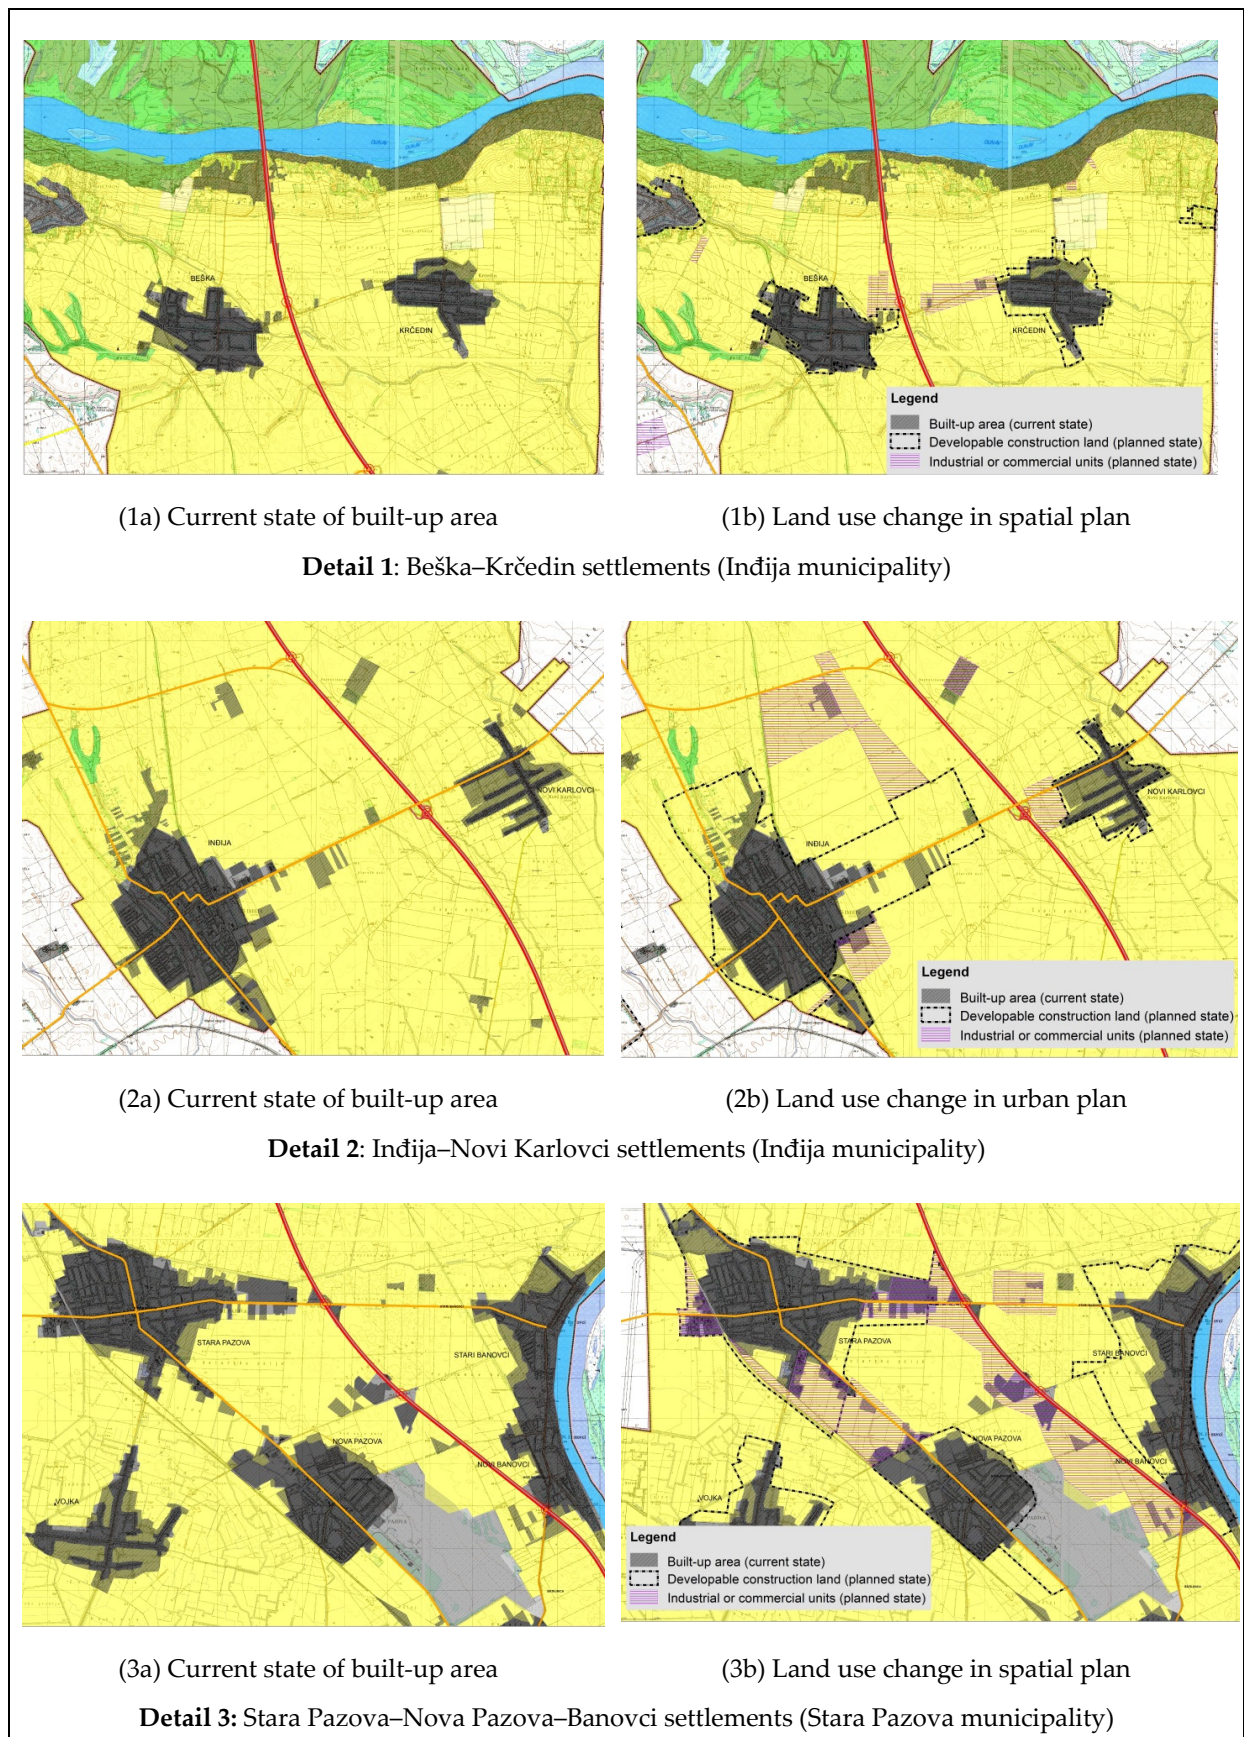 BEŠKA
KRČEDIN
BEŠKA
KRČEDIN
Legend
Built-up area (current state)
Developable construction land (planned state)
Industrial or commercial units (planned state)
(1a) Current state of built-up area
(1b) Land use change in spatial plan
Detail 1: Beška–Krčedin settlements (Inđija municipality)
NOVI KARLOVCI
INĐIJA
NOVI KARLOVCI
INĐIJA
Legend
Built-up area (current state)
Developable construction land (planned state)
Industrial or commercial units (planned state)
(2a) Current state of built-up area
(2b) Land use change in urban plan
Detail 2: Inđija–Novi Karlovci settlements (Inđija municipality)
STARA PAZOVA
STARI BANOVCI
NOVA PAZOVA
NOVI BANOVCI
VOJKA
STARA PAZOVA
STARI BANOVCI
NOVA PAZOVA
NOVI BANOVCI
VOJKA
Legend
Built-up area (current state)
Developable construction land (planned state)
Industrial or commercial units (planned state)
(3a) Current state of built-up area
(3b) Land use change in spatial plan
Detail 3: Stara Pazova–Nova Pazova–Banovci settlements (Stara Pazova municipality)